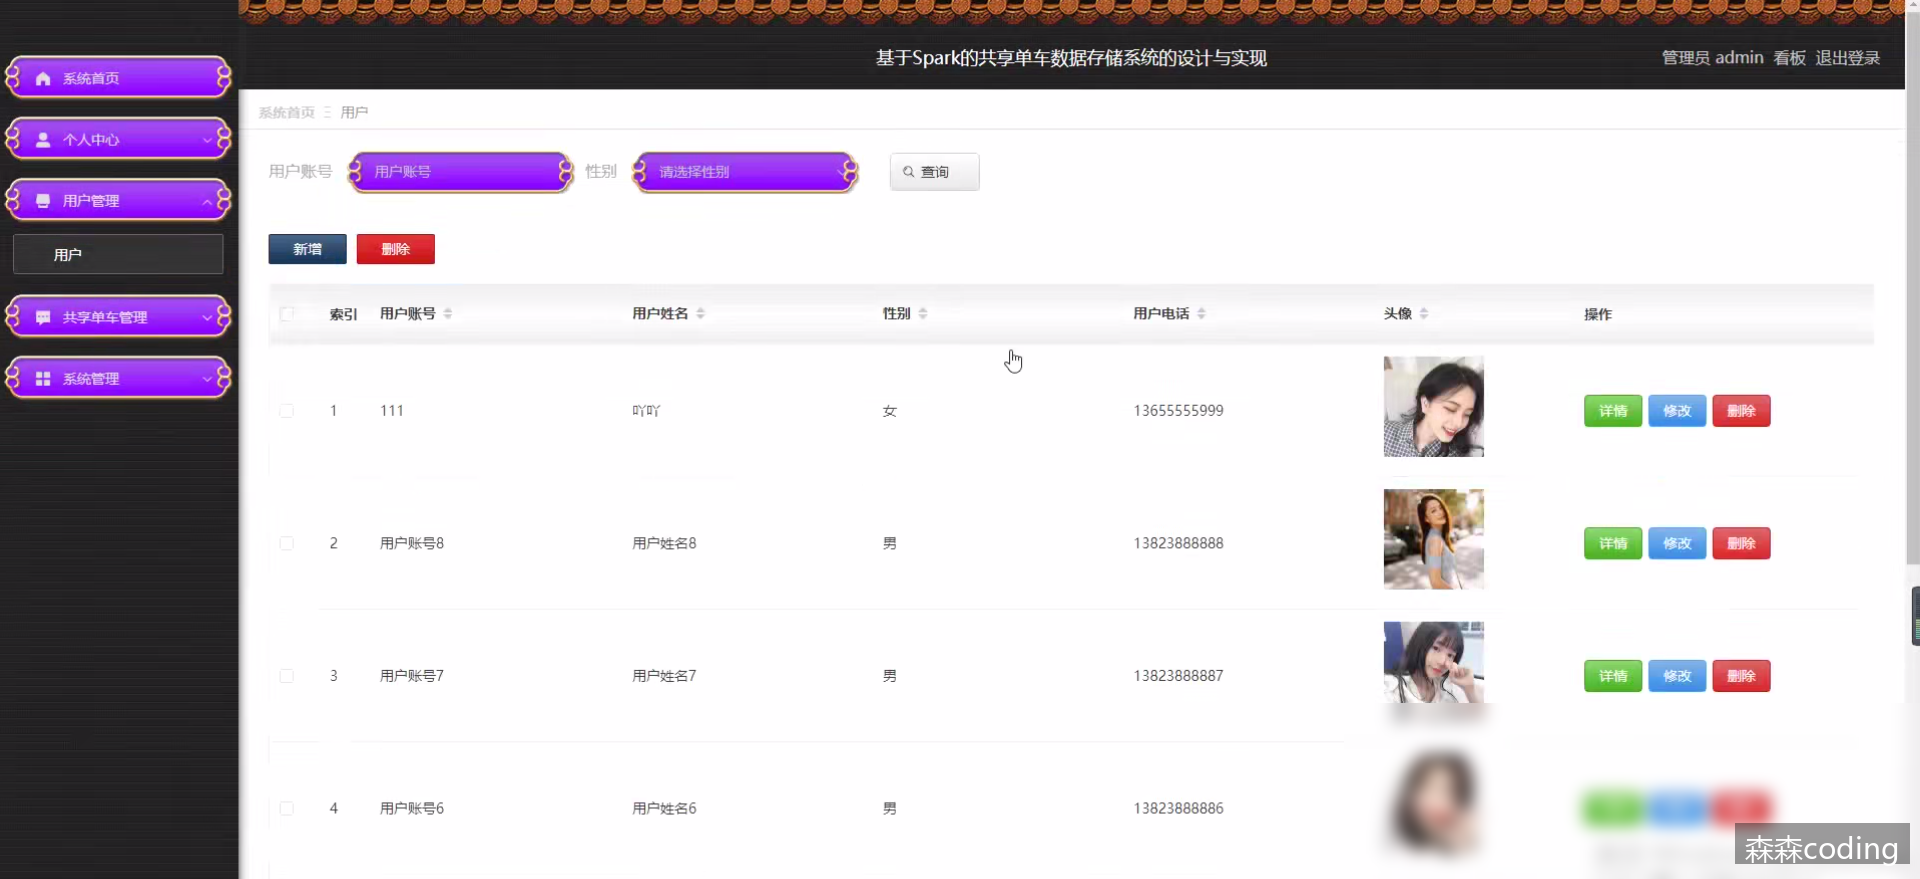 基于Spark的共享单车数据存储系统的设计与实现
管理员 admin 看板 退出登录
系统首页
个人中心
用户管理
用户
共享单车管理
系统管理
系统首页 用户
用户账号 用户账号 性别 请选择性别 查询
新增 删除
索引 用户账号 用户姓名 性别 用户电话 头像 操作
1 111 吖吖 女 13655555999 详情 修改 删除
2 用户账号8 用户姓名8 男 13823888888 详情 修改 删除
3 用户账号7 用户姓名7 男 13823888887 详情 修改 删除
4 用户账号6 用户姓名6 男 13823888886
森森coding